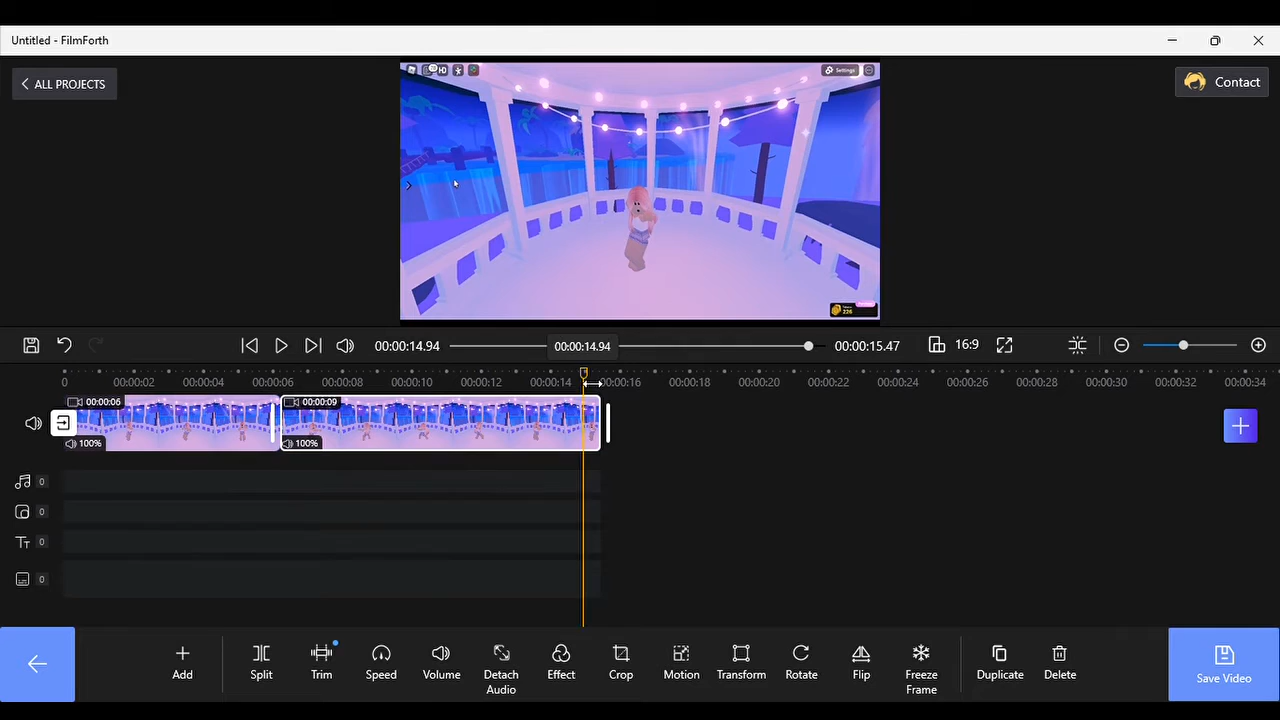 Untitled - FilmForth
ALL PROJECTS
Contact
HD
Settings
226
00:00:14.94
00:00:14.94
00:00:15.47
16:9
0
00:00:02
00:00:04
00:00:06
00:00:08
00:00:10
00:00:12
00:00:14
00:00:16
00:00:18
00:00:20
00:00:22
00:00:24
00:00:26
00:00:28
00:00:30
00:00:32
00:00:34
00:00:06
00:00:09
100%
100%
0
0
TT 0
0
Add
Split
Trim
Speed
Volume
Detach
Audio
Effect
Crop
Motion
Transform
Rotate
Flip
Freeze
Frame
Duplicate
Delete
Save Video